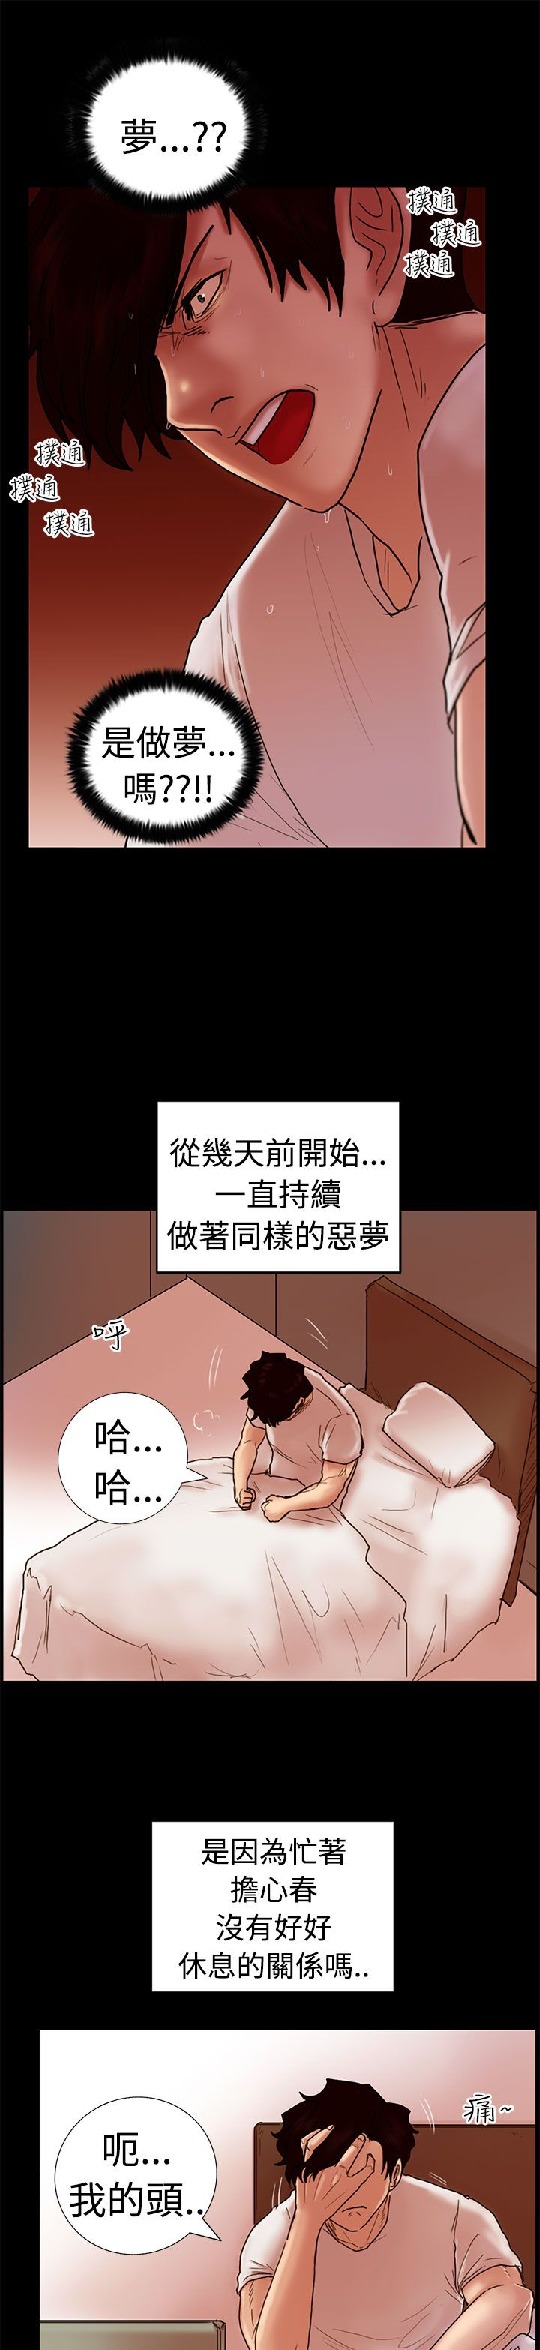 夢...??
撲通
撲通
撲通
撲通
撲通
撲通
是做夢...
嗎??!!
從幾天前開始...
一直持續
做著同樣的惡夢
呼
哈...
哈...
是因為忙著
擔心春
沒有好好
休息的關係嗎..
痛~
呃...
我的頭..